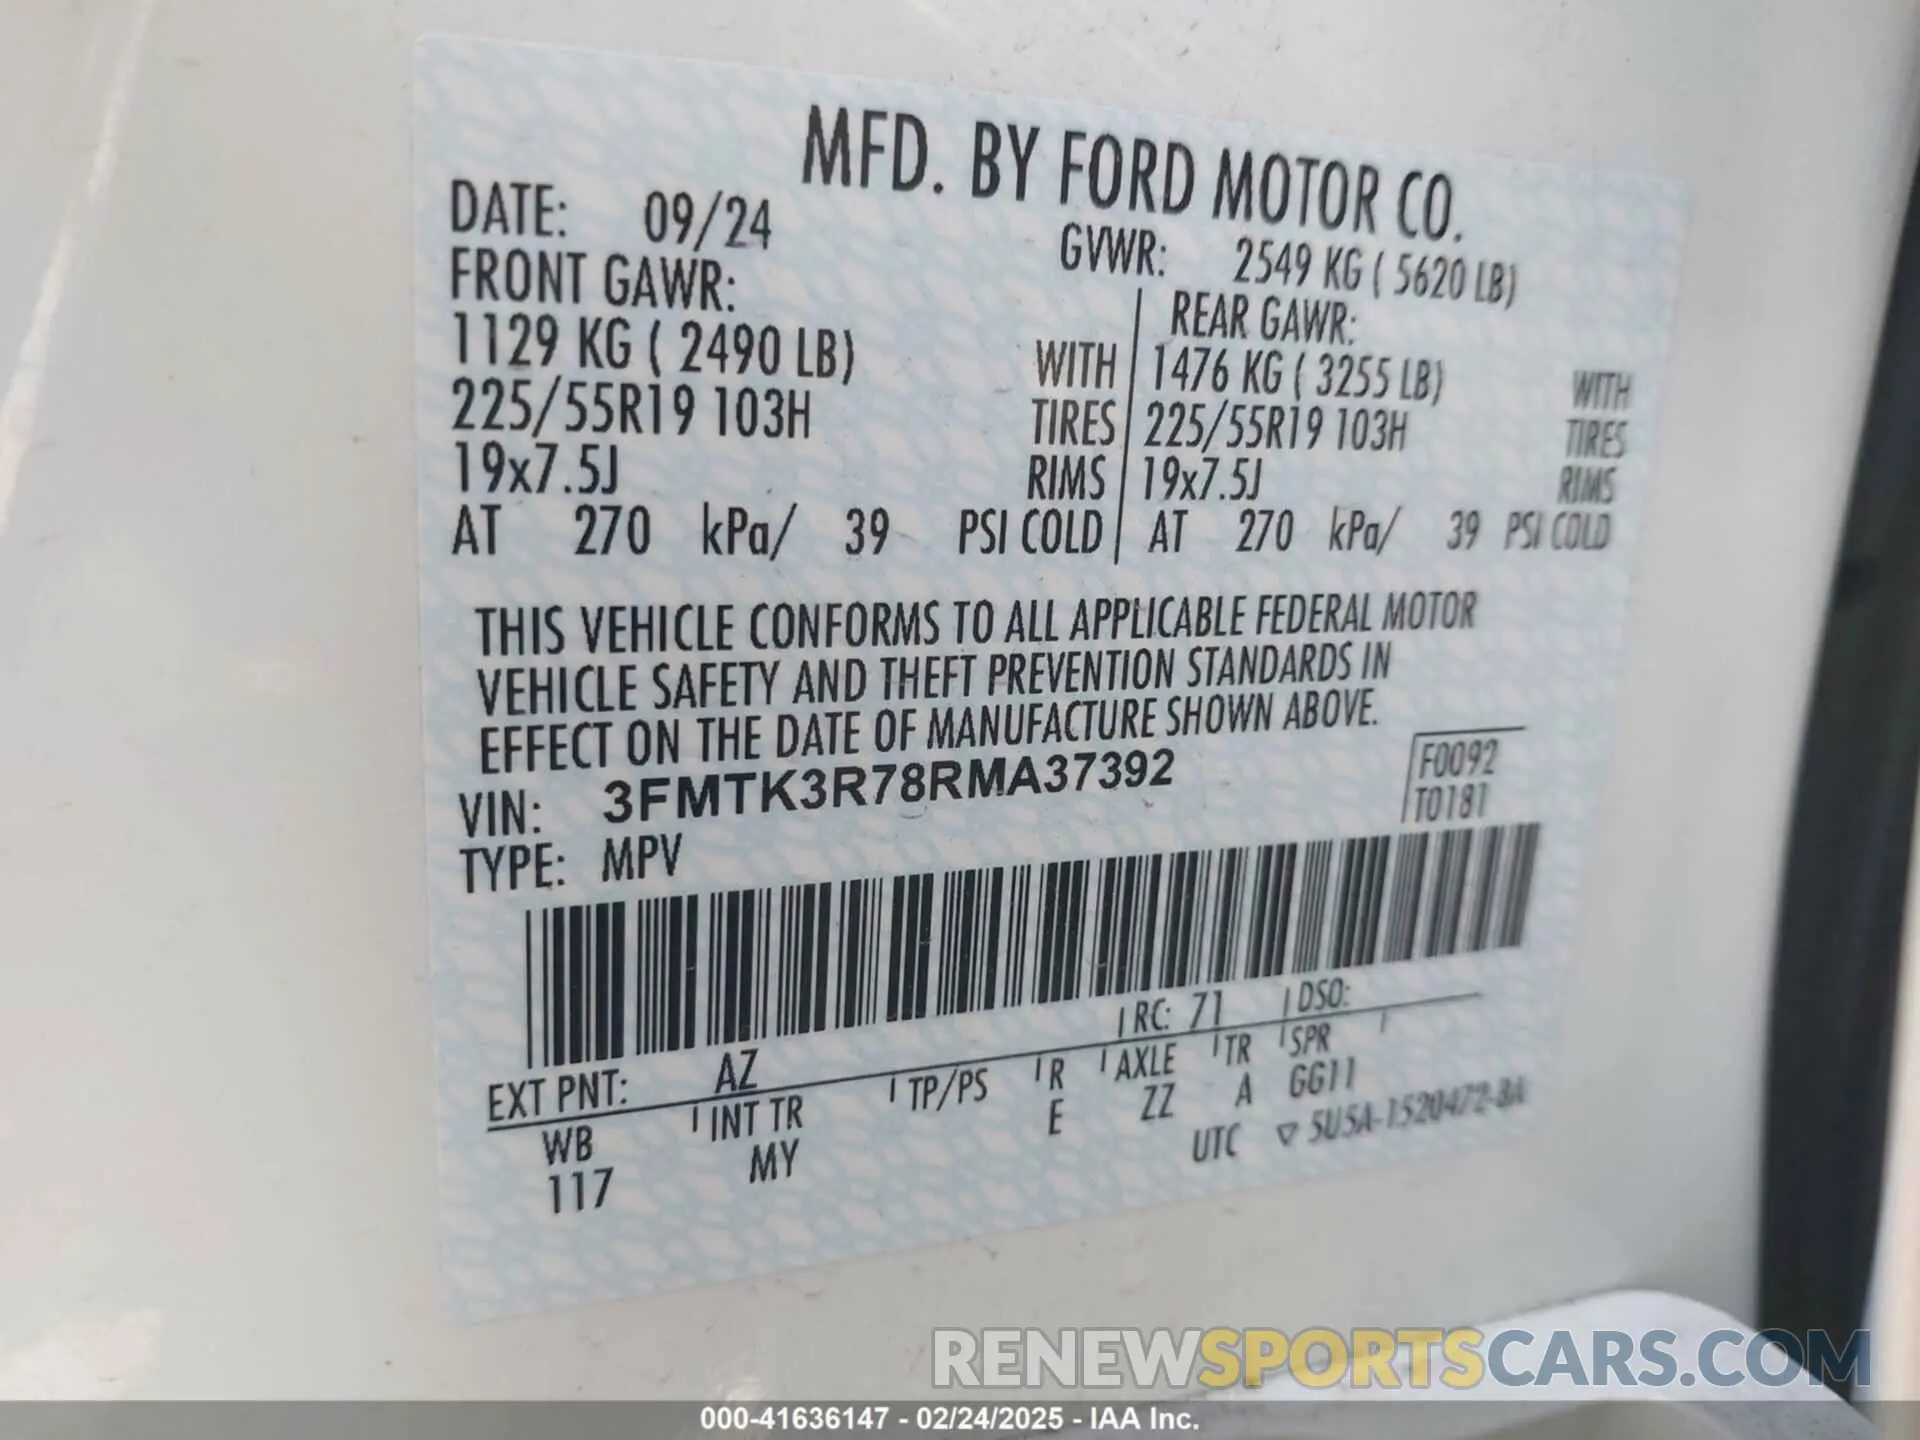 MFD. BY FORD MOTOR CO.
DATE: 09/24 GVWR: 2549 KG ( 5620 LB)
FRONT GAWR: REAR GAWR:
1129 KG ( 2490 LB) WITH 1476 KG ( 3255 LB) WITH
225/55R19 103H TIRES 225/55R19 103H TIRES
19x7.5J RIMS 19x7.5J RIMS
AT 270 kPa/ 39 PSI COLD AT 270 kPa/ 39 PSI COLD
THIS VEHICLE CONFORMS TO ALL APPLICABLE FEDERAL MOTOR
VEHICLE SAFETY AND THEFT PREVENTION STANDARDS IN
EFFECT ON THE DATE OF MANUFACTURE SHOWN ABOVE.
VIN: 3FMTK3R78RMA37392 F0092
TYPE: MPV T0181
EXT PNT: AZ RC: 71 DSO:
WB INT TR TP/PS R AXLE TR SPR
117 MY E ZZ A GG11
UTC ▽ 5U5A-1520472-BA
RENEWSPORTSCARS.COM
000-41636147 - 02/24/2025 - IAA Inc.